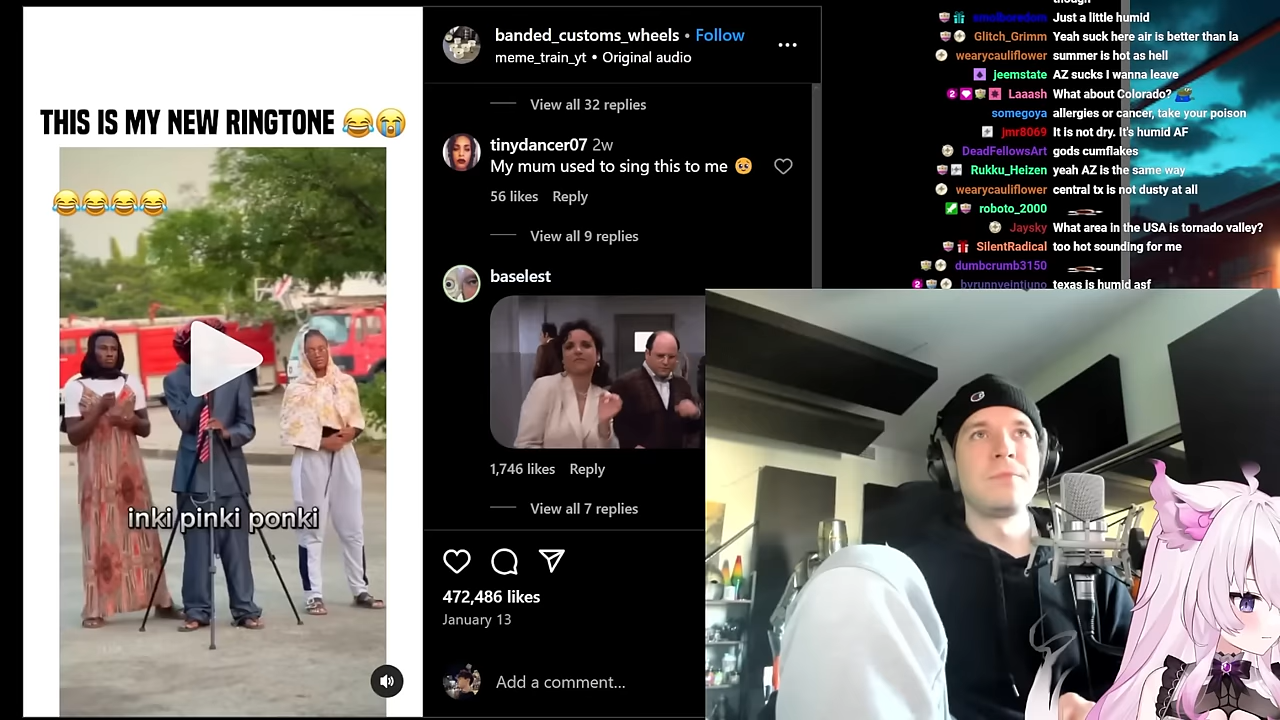 THIS IS MY NEW RINGTONE 😂😭
😂😂😂😂
inki pinki ponki
banded_customs_wheels • Follow
meme_train_yt • Original audio
View all 32 replies
tinydancer07 2w
My mum used to sing this to me 🥺
56 likes Reply
View all 9 replies
baselest
1,746 likes Reply
View all 7 replies
472,486 likes
January 13
Add a comment...
Just a little humid
Glitch_Grimm Yeah suck here air is better than la
wearycauliflower summer is hot as hell
jeemstate AZ sucks I wanna leave
Laaash What about Colorado?
somegoya allergies or cancer, take your poison
jmr8069 It is not dry. It's humid AF
DeadFellowsArt gods cumflakes
Rukku_Helzen yeah AZ is the same way
wearycauliflower central tx is not dusty at all
roboto_2000
Jaysky What area in the USA is tornado valley?
SilentRadical too hot sounding for me
dumbcrumb3150
byrunnveintiuno texas is humid asf